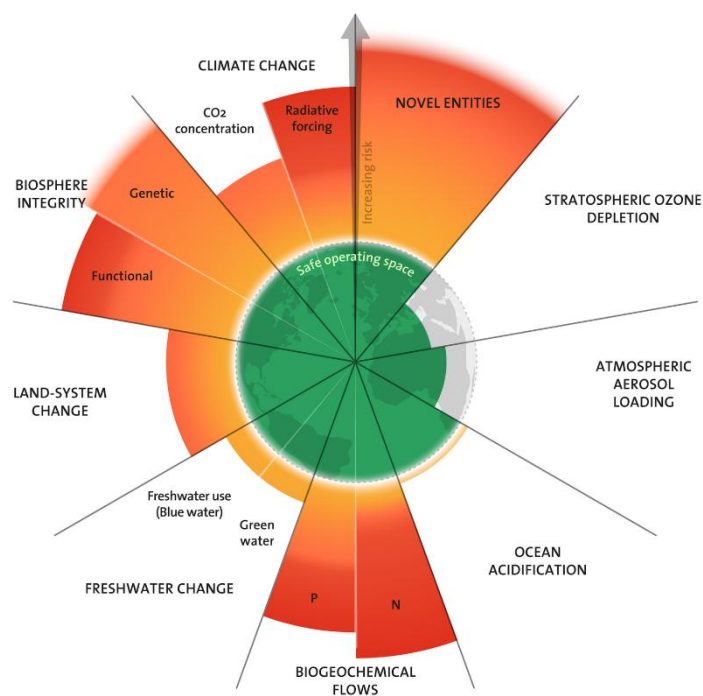 CLIMATE CHANGE
CO2
concentration
Radiative
forcing
NOVEL ENTITIES
Increasing risk
BIOSPHERE
INTEGRITY
Genetic
Functional
STRATOSPHERIC OZONE
DEPLETION
Safe operating space
ATMOSPHERIC
AEROSOL
LOADING
LAND-SYSTEM
CHANGE
Freshwater use
(Blue water)
Green
water
FRESHWATER CHANGE
OCEAN
ACIDIFICATION
P
N
BIOGEOCHEMICAL
FLOWS